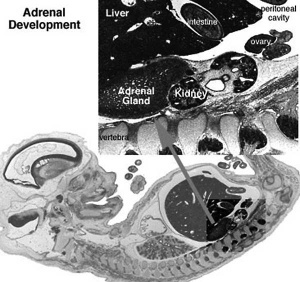 Adrenal
Development
Liver
intestine
peritoneal
cavity
ovary
Adrenal
Gland
Kidney
vertebra